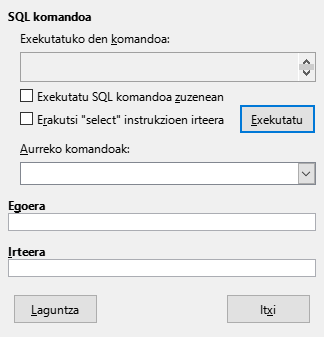 SQL komandoa
Exekutatuko den komandoa:
Exekutatu SQL komandoa zuzenean
Erakutsi "select" instrukzioen irteera
Exekutatu
Aurreko komandoak:
Egoera
Irteera
Laguntza
Itxi